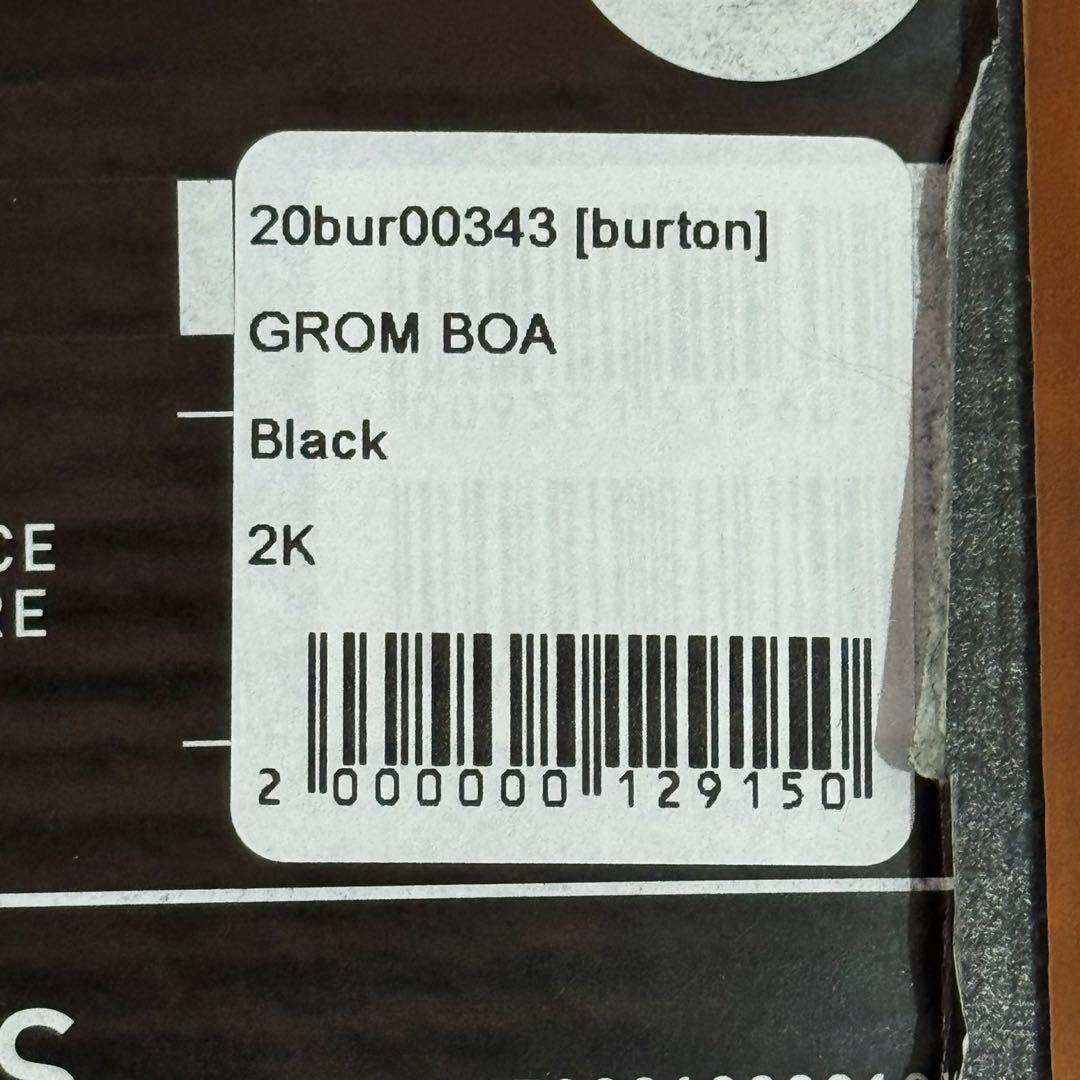 20bur00343 [burton]
GROM BOA
Black
2K
CE
RE
2 000000 129150
S